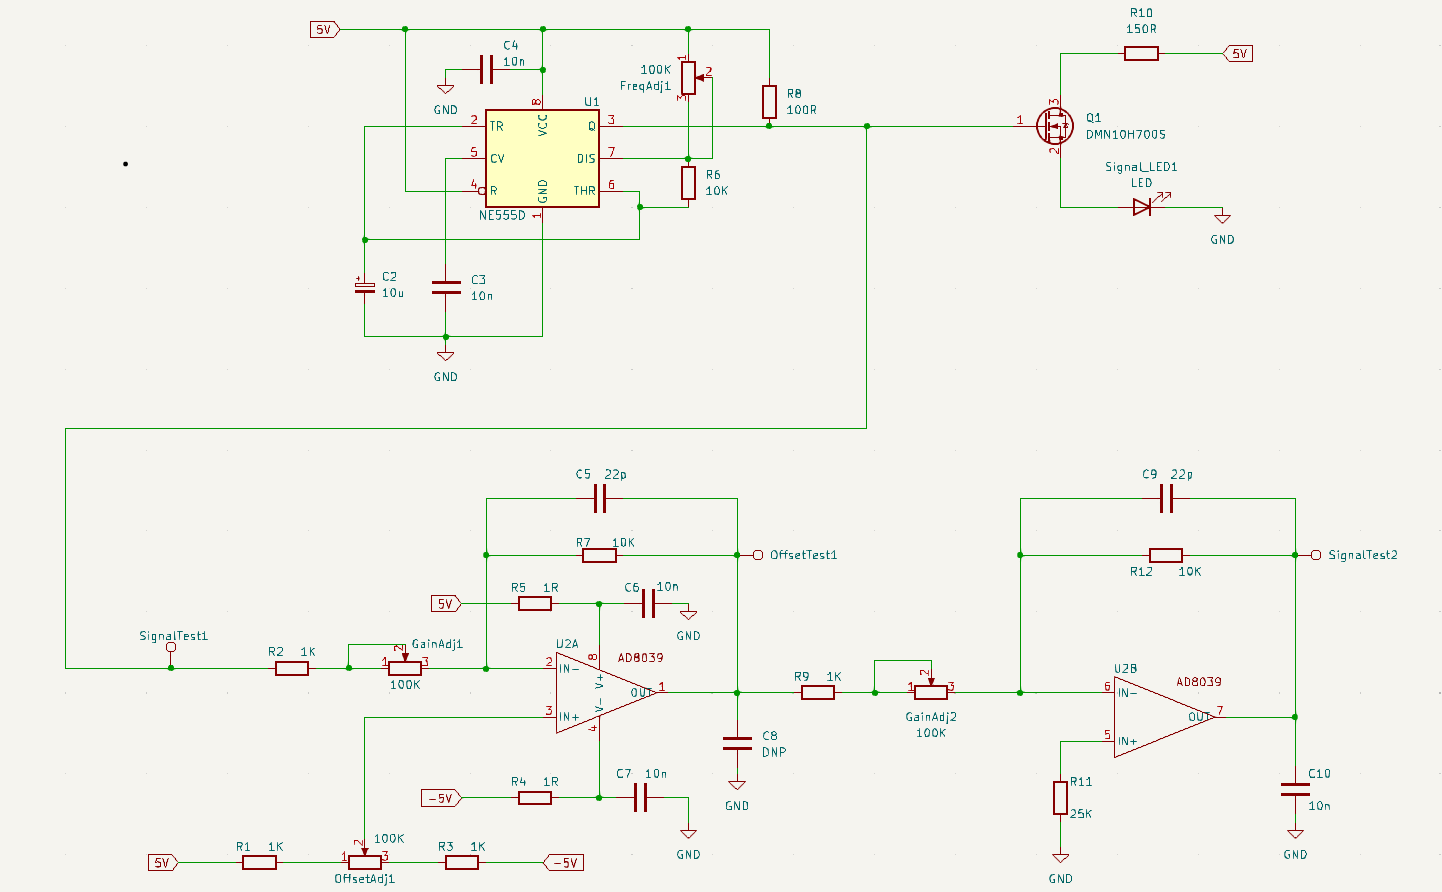 5V
C4
10n
GND
100K
FreqAdj1
1
2
3
R8
100R
R10
150R
5V
3
1
2
Q1
DMN10H700S
Signal_LED1
LED
GND
U1
8
2
TR
VCC
Q
3
5
CV
DIS
7
4
R
GND
THR
6
NE555D
1
R6
10K
C2
10u
C3
10n
GND
C5 22p
R7 10K
OffsetTest1
R5 1R
5V
C6 10n
GND
SignalTest1
R2 1K
GainAdj1
1
2
3
100K
U2A
AD8039
8
2
IN-
V+
OUT
1
3
IN+
V-
4
R9 1K
1
2
3
GainAdj2
100K
C8
DNP
GND
R4 1R
-5V
C7 10n
GND
R1 1K
5V
100K
1
2
3
OffsetAdj1
R3 1K
-5V
C9 22p
R12 10K
SignalTest2
U2B
AD8039
6
IN-
OUT
7
5
IN+
R11
25K
GND
C10
10n
GND